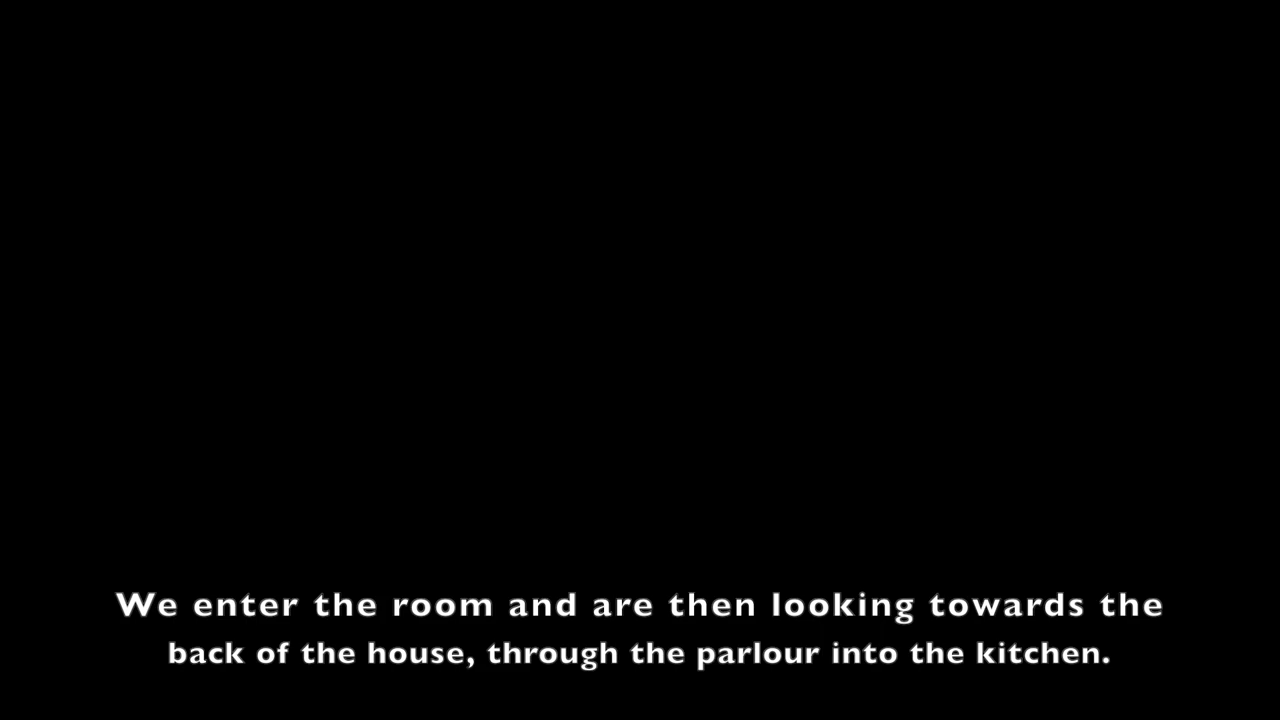 We enter the room and are then looking towards the
back of the house, through the parlour into the kitchen.